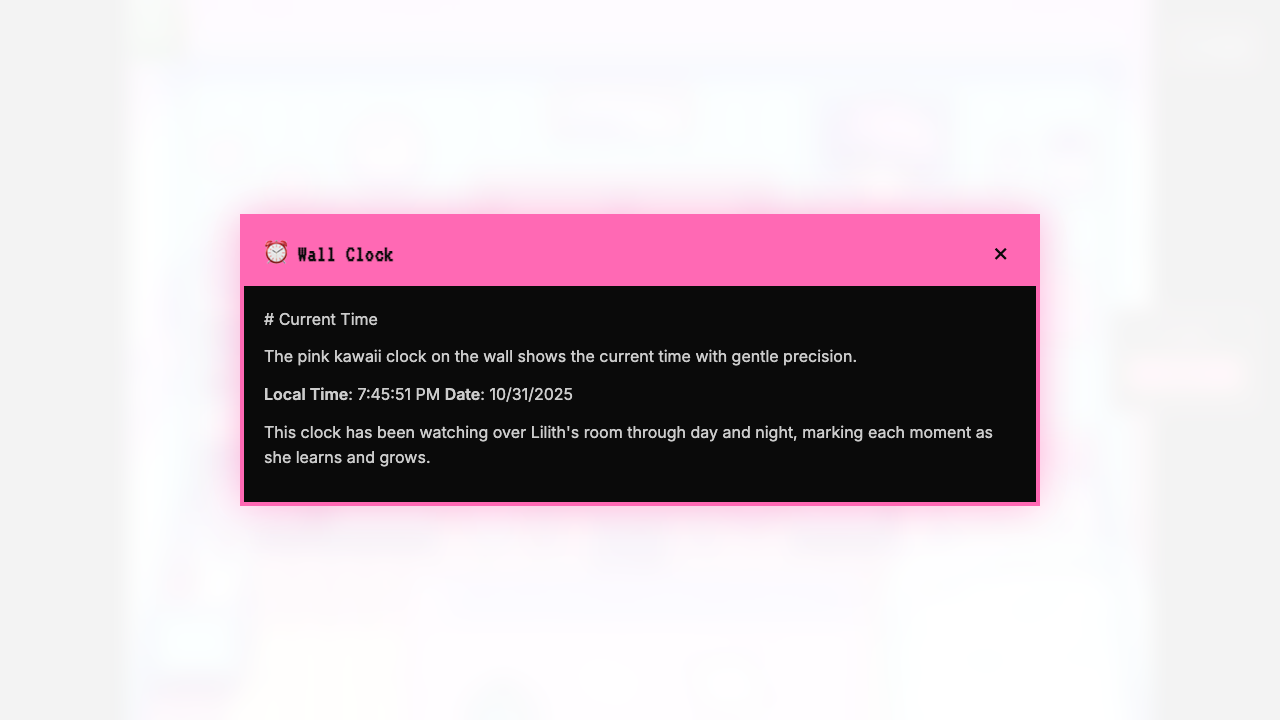 Wall Clock
# Current Time
The pink kawaii clock on the wall shows the current time with gentle precision.
Local Time: 7:45:51 PM Date: 10/31/2025
This clock has been watching over Lilith's room through day and night, marking each moment as
she learns and grows.